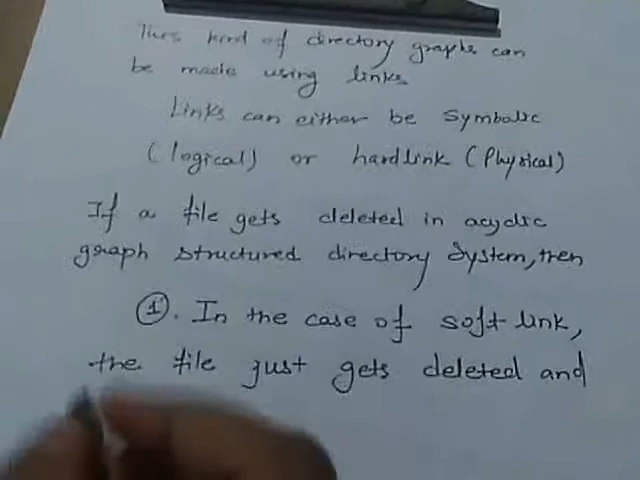 This kind of directory graphs can
be made using links
Links can either be symbolic
(logical) or hardlink (Physical)
If a file gets deleted in acyclic
graph structured directory system, then
1. In the case of soft link,
the file just gets deleted and